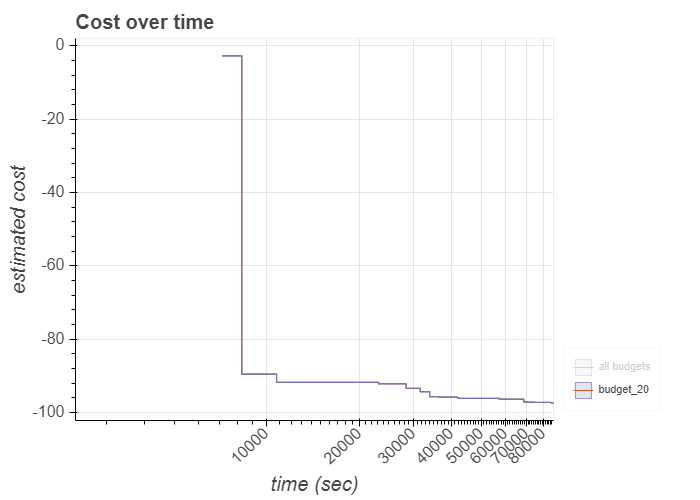 Cost over time
0
-20
-40
-60
-80
-100
estimated cost
10000
20000
30000
40000
50000
60000
70000
80000
time (sec)
all budgets
budget_20